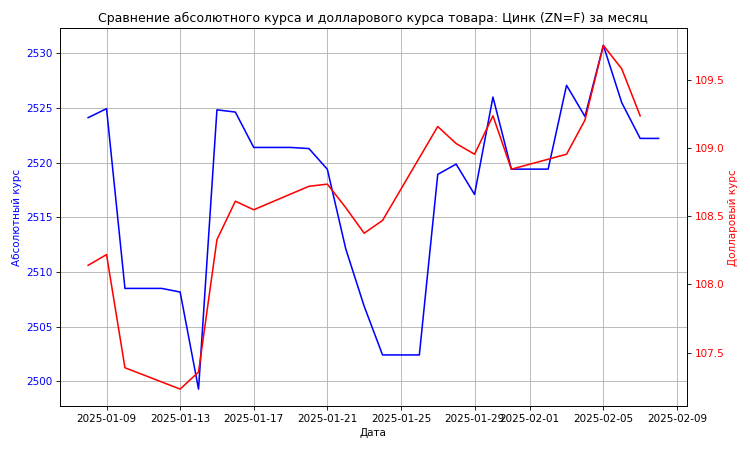 Сравнение абсолютного курса и долларового курса товара: Цинк (ZN=F) за месяц
2530
2525
2520
2515
2510
2505
2500
Абсолютный курс
109.5
109.0
108.5
108.0
107.5
Долларовый курс
2025-01-09 2025-01-13 2025-01-17 2025-01-21 2025-01-25 2025-01-29 2025-02-01 2025-02-05 2025-02-09
Дата